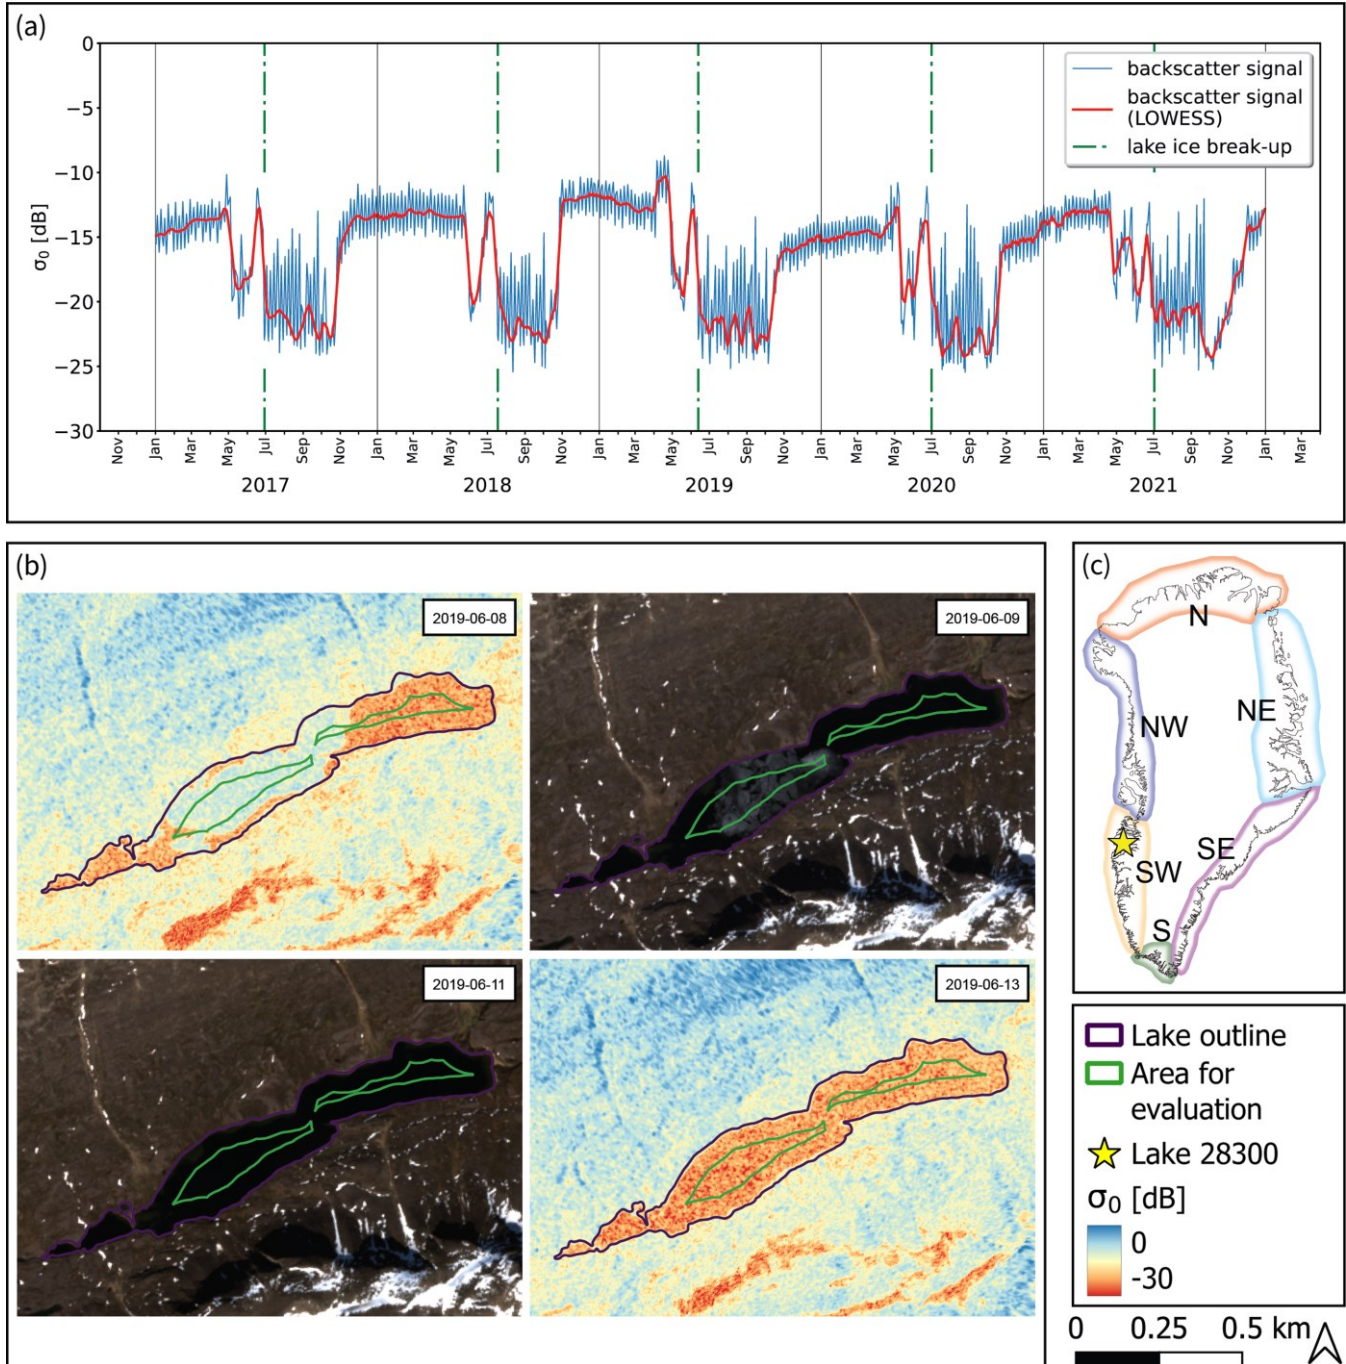 (a)
0
−5
−10
−15
−20
−25
−30
σ0 [dB]
backscatter signal
backscatter signal
(LOWESS)
lake ice break-up
Nov Jan Mar May Jul Sep Nov Jan Mar May Jul Sep Nov Jan Mar May Jul Sep Nov Jan Mar May Jul Sep Nov Jan Mar May Jul Sep Nov Jan Mar
2017 2018 2019 2020 2021
(b)
2019-06-08
2019-06-09
2019-06-11
2019-06-13
(c)
N
NW
NE
SW
SE
S
Lake outline
Area for
evaluation
Lake 28300
σ0 [dB]
0
-30
0 0.25 0.5 km